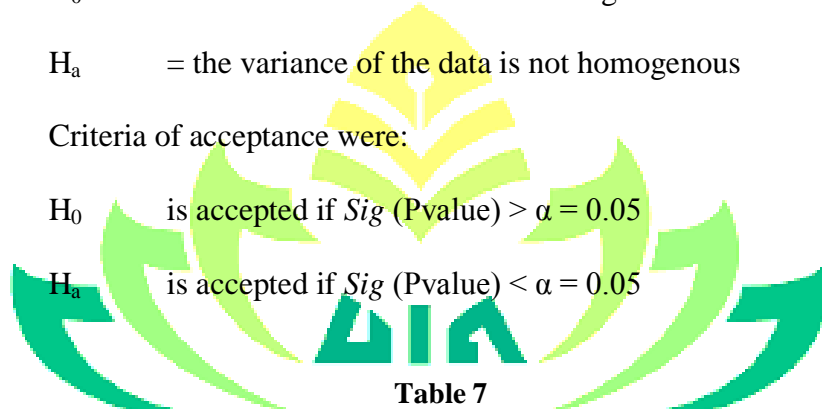 Hₐ = the variance of the data is not homogenous
Criteria of acceptance were:
H₀ is accepted if Sig (Pvalue) > α = 0.05
Hₐ is accepted if Sig (Pvalue) < α = 0.05
Table 7